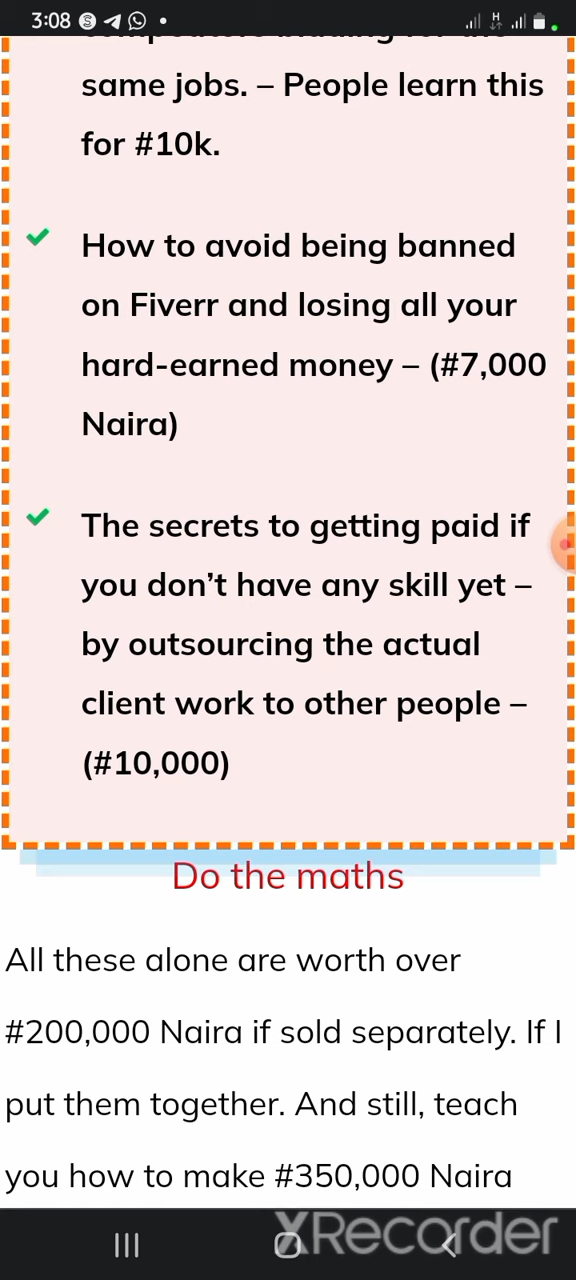 3:08
same jobs. – People learn this
for #10k.
How to avoid being banned
on Fiverr and losing all your
hard-earned money – (#7,000
Naira)
The secrets to getting paid if
you don’t have any skill yet –
by outsourcing the actual
client work to other people –
(#10,000)
Do the maths
All these alone are worth over
#200,000 Naira if sold separately. If I
put them together. And still, teach
you how to make #350,000 Naira
XRecorder